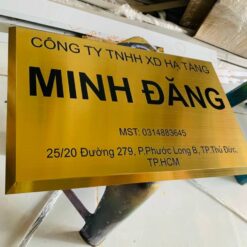 CÔNG TY TNHH XD HẠ TẦNG
MINH ĐĂNG
MST: 0314883645
25/20 Đường 279, P.Phước Long B, TP.Thủ Đức,
TP.HCM